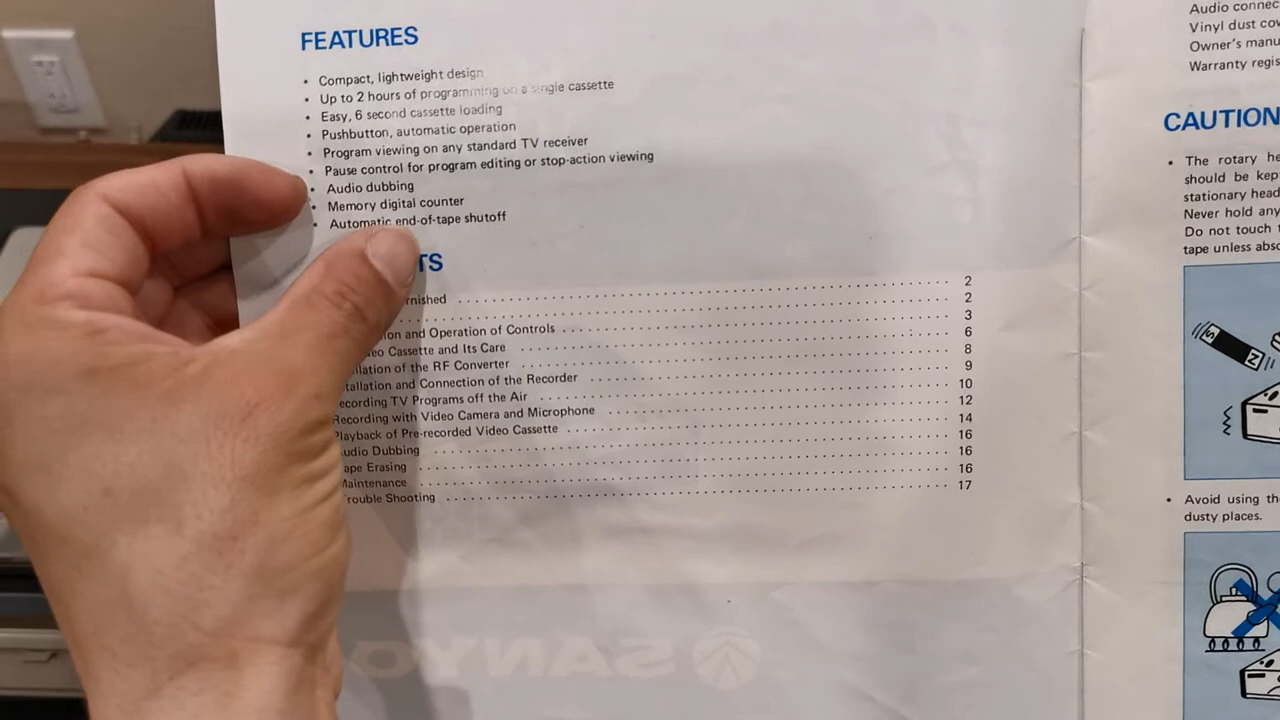 FEATURES
• Compact, lightweight design
• Up to 2 hours of programming on a single cassette
• Easy, 6 second cassette loading
• Pushbutton, automatic operation
• Program viewing on any standard TV receiver
• Pause control for program editing or stop-action viewing
• Audio dubbing
• Memory digital counter
• Automatic end-of-tape shutoff
TS
rnished 2
2
ion and Operation of Controls 3
eo Cassette and Its Care 6
llation of the RF Converter 8
tallation and Connection of the Recorder 9
ecording TV Programs off the Air 10
Recording with Video Camera and Microphone 12
Playback of Pre-recorded Video Cassette 14
udio Dubbing 16
ape Erasing 16
Maintenance 16
rouble Shooting 17
SANYO
Audio connec
Vinyl dust co
Owner's manu
Warranty regis
CAUTION
• The rotary he
should be kep
stationary head
Never hold any
Do not touch
tape unless abso
S
N
• Avoid using th
dusty places.